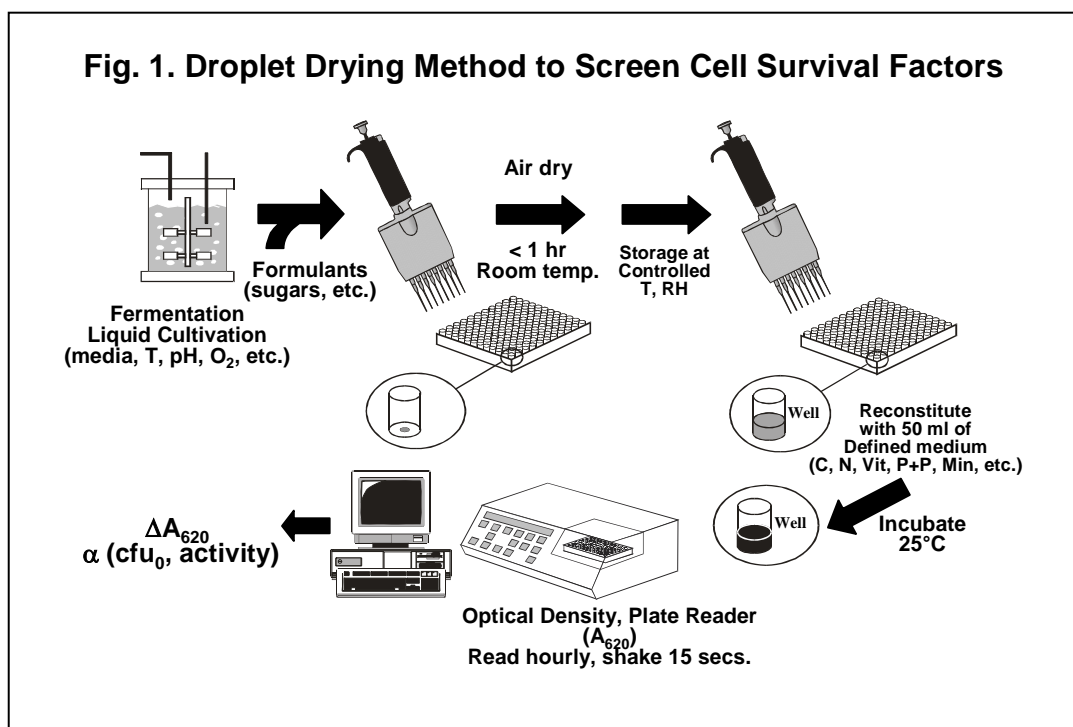 Fig. 1. Droplet Drying Method to Screen Cell Survival Factors
Fermentation
Liquid Cultivation
(media, T, pH, O₂, etc.)
Formulants
(sugars, etc.)
Air dry
< 1 hr
Room temp.
Storage at
Controlled
T, RH
Well
Reconstitute
with 50 ml of
Defined medium
(C, N, Vit, P+P, Min, etc.)
Well
Incubate
25°C
Optical Density, Plate Reader
(A₆₂₀)
Read hourly, shake 15 secs.
ΔA₆₂₀
α (cfu₀, activity)